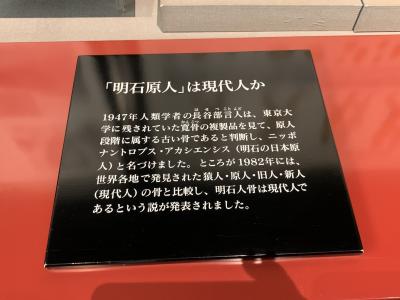 「明石原人」は現代人か
1947年人類学者の長谷部言人は、東京大
学に残されていた寛骨の複製品を見て、原人
段階に属する古い骨であると判断し、ニッポ
ナントロプス・アカシエンシス（明石の日本原
人）と名づけました。ところが1982年には、
世界各地で発見された猿人・原人・旧人・新人
（現代人）の骨と比較し、明石人骨は現代人で
あるという説が発表されました。